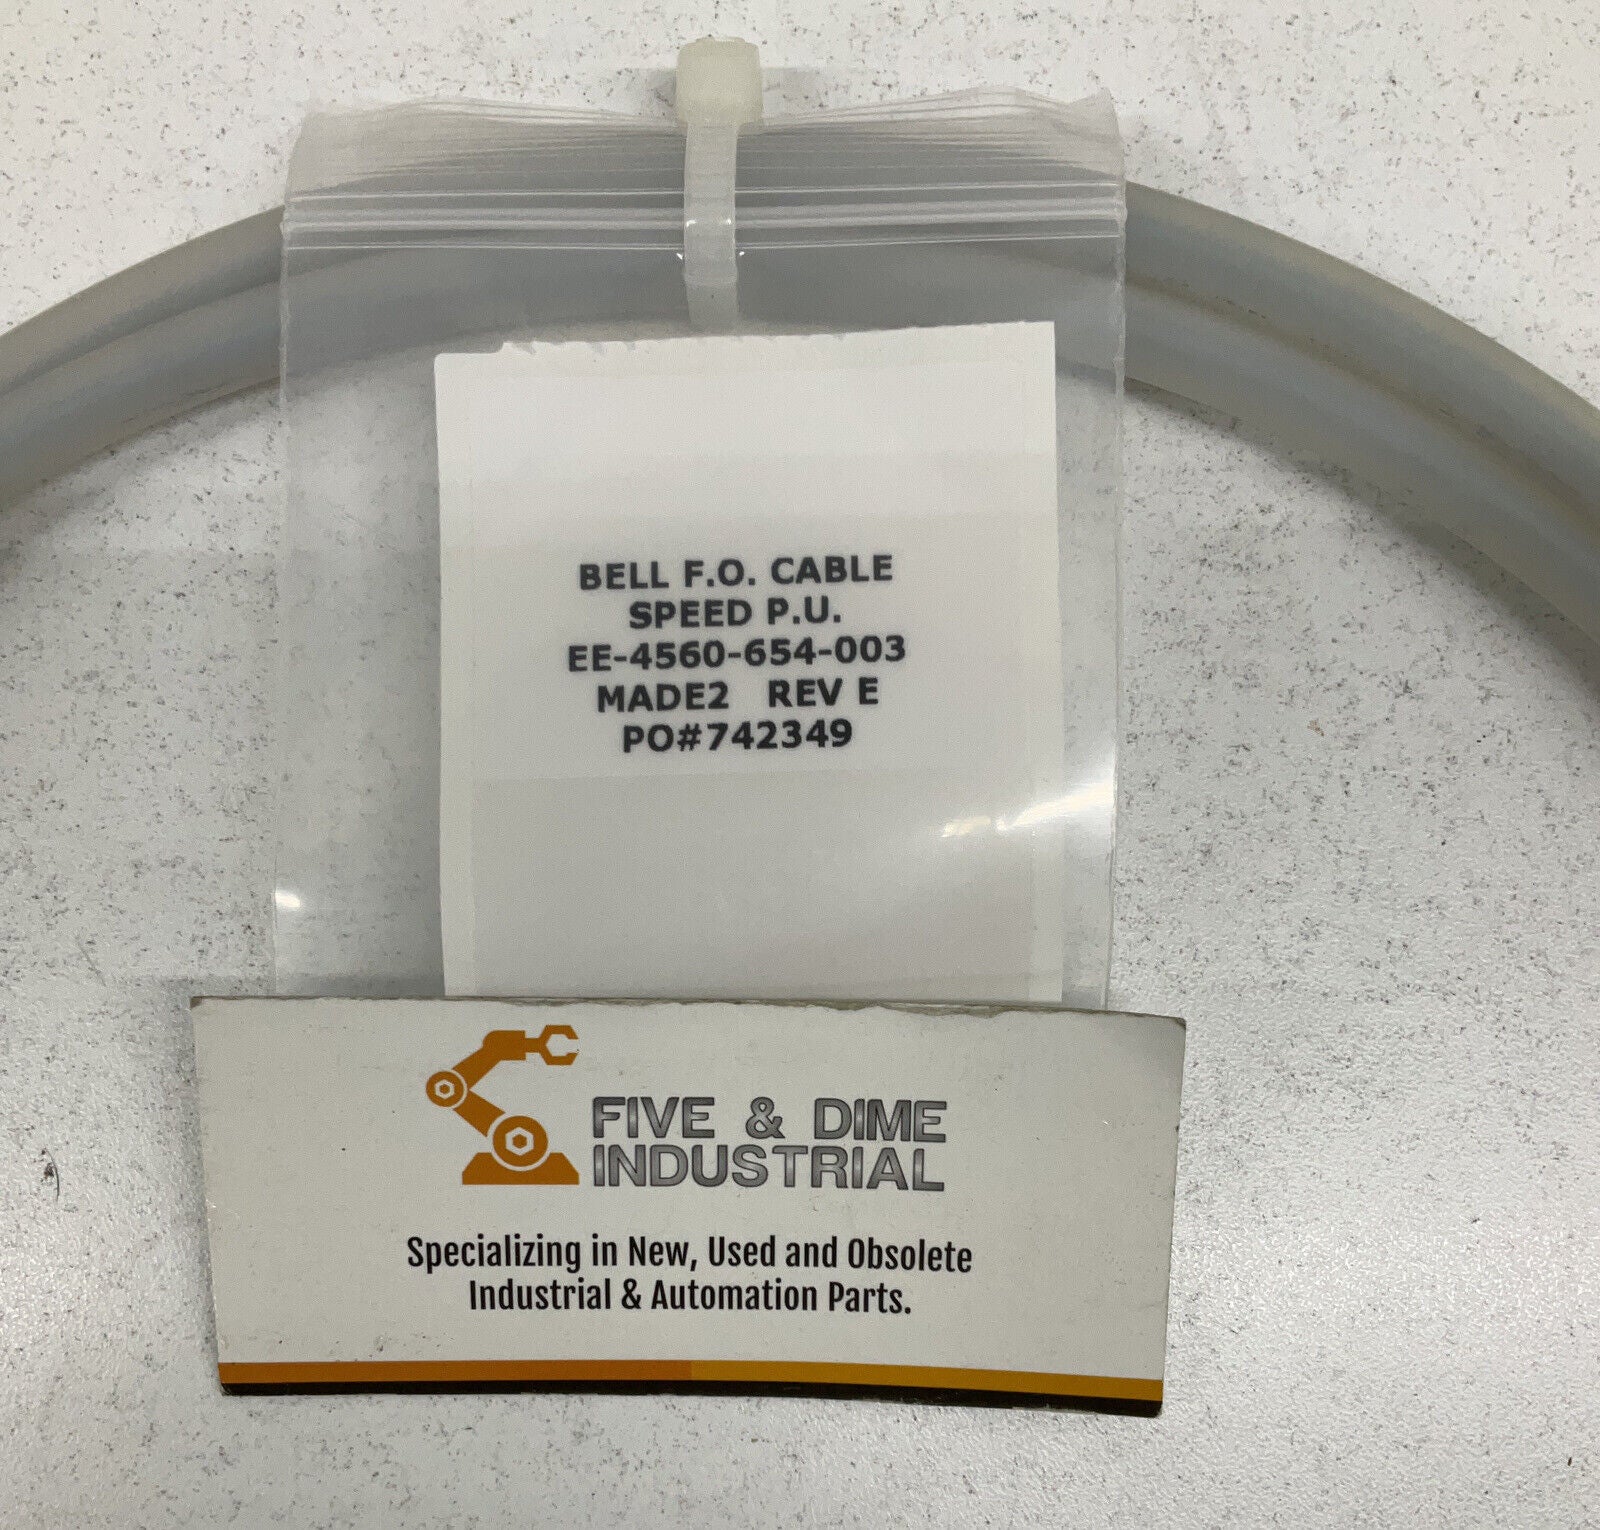 BELL F.O. CABLE
SPEED P.U.
EE-4560-654-003
MADE2 REV E
PO#742349
FIVE & DIME
INDUSTRIAL
Specializing in New, Used and Obsolete
Industrial & Automation Parts.